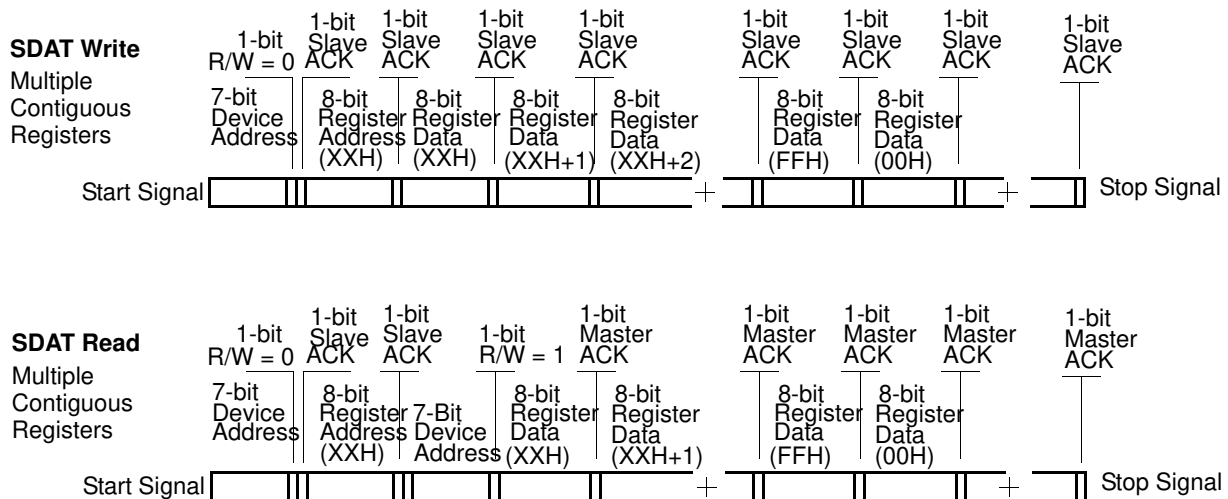 SDAT Write
Multiple
Contiguous
Registers
1-bit
R/W = 0
1-bit
Slave
ACK
1-bit
Slave
ACK
1-bit
Slave
ACK
1-bit
Slave
ACK
1-bit
Slave
ACK
1-bit
Slave
ACK
1-bit
Slave
ACK
1-bit
Slave
ACK
7-bit
Device
Address
8-bit
Register
Address
(XXH)
8-bit
Register
Data
(XXH)
8-bit
Register
Data
(XXH+1)
8-bit
Register
Data
(XXH+2)
8-bit
Register
Data
(FFH)
8-bit
Register
Data
(00H)
Start Signal
Stop Signal
SDAT Read
Multiple
Contiguous
Registers
1-bit
R/W = 0
1-bit
Slave
ACK
1-bit
Slave
ACK
1-bit
R/W = 1
1-bit
Master
ACK
1-bit
Master
ACK
1-bit
Master
ACK
1-bit
Master
ACK
1-bit
Master
ACK
7-bit
Device
Address
8-bit
Register
Address
(XXH)
7-Bit
Device
Address
8-bit
Register
Data
(XXH)
8-bit
Register
Data
(XXH+1)
8-bit
Register
Data
(FFH)
8-bit
Register
Data
(00H)
Start Signal
Stop Signal